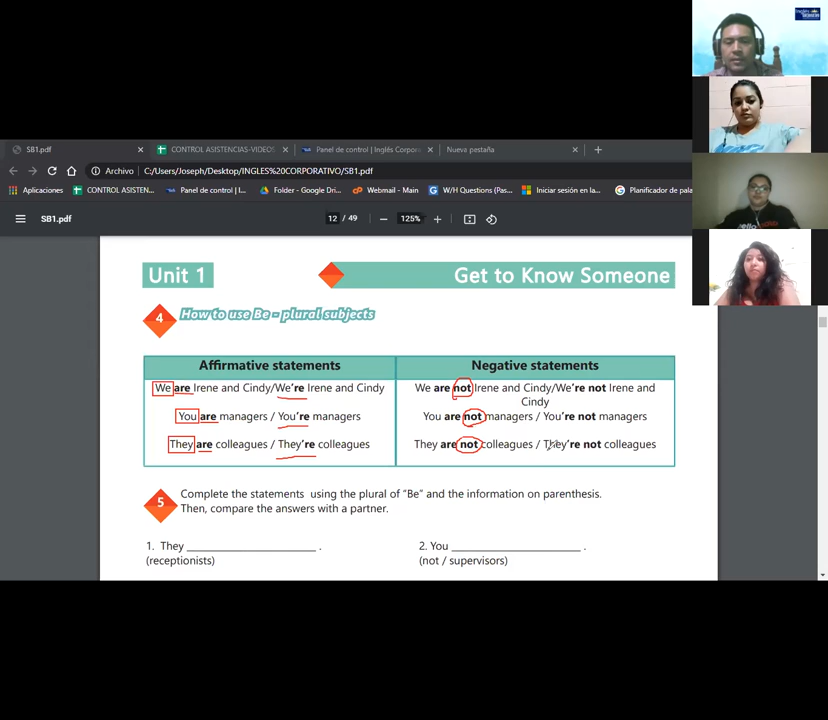 SB1.pdf
CONTROL ASISTENCIAS-VIDEOS
Panel de control | Inglés Corpor
Nueva pestaña
Archivo | C:/Users/Joseph/Desktop/INGLES%20CORPORATIVO/SB1.pdf
Aplicaciones
CONTROL ASISTEN...
Panel de control | I...
Folder - Google Dri...
Webmail - Main
W/H Questions (Pas...
Iniciar sesión en la...
Planificador de pala
SB1.pdf
12 / 49
125%
Unit 1
Get to Know Someone
4
How to use Be - plural subjects
Affirmative statements
Negative statements
We are Irene and Cindy/We're Irene and Cindy
We are not Irene and Cindy/We're not Irene and
Cindy
You are managers / You're managers
You are not managers / You're not managers
They are colleagues / They're colleagues
They are not colleagues / They're not colleagues
5
Complete the statements using the plural of "Be" and the information on parenthesis.
Then, compare the answers with a partner.
1. They ____________________ .
2. You ____________________ .
(receptionists)
(not / supervisors)